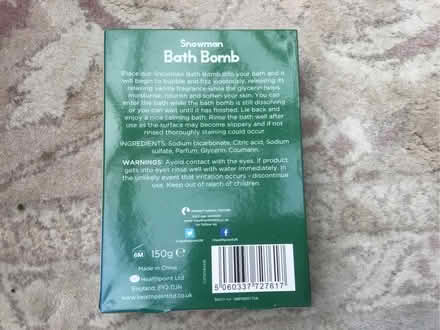 Snowman
Bath Bomb
Place our Snowman Bath Bomb into your bath and it
will begin to bubble and fizz vigorously, releasing its
relaxing vanilla fragrance while the glycerin helps
moisturise, nourish and soften your skin. You can
enter the bath while the bath bomb is still dissolving
or you can wait until it has finished. Lie back and
enjoy a nice calming bath. Rinse the bath well after
use as the surface may become slippery and if not
rinsed thoroughly staining could occur.
INGREDIENTS: Sodium bicarbonate, Citric acid, Sodium
sulfate, Parfum, Glycerin, Coumarin.
WARNINGS: Avoid contact with the eyes. If product
gets into eyes rinse well with water immediately. In
the unlikely event that irritation occurs - discontinue
use. Keep out of reach of children.
6M
150g e
Made in China
Healthpoint Ltd
England,
5 060337 727617